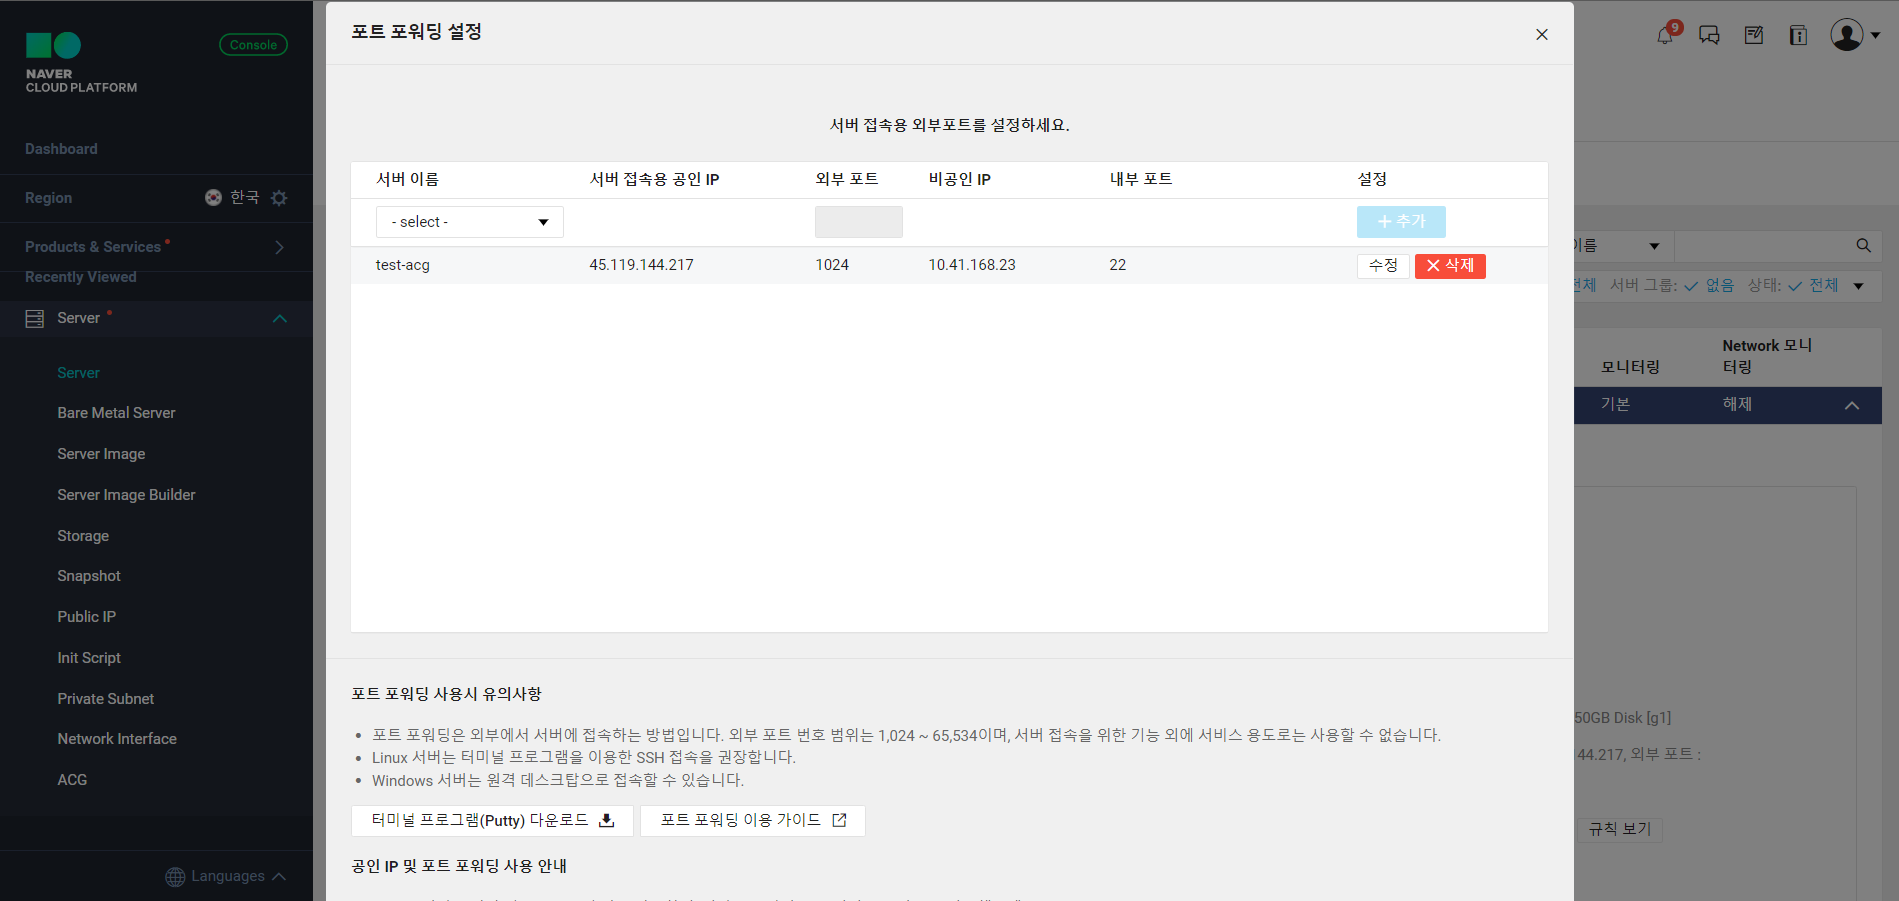 NAVER
CLOUD PLATFORM
Console
Dashboard
Region
한국
Products & Services
Recently Viewed
Server
Server
Bare Metal Server
Server Image
Server Image Builder
Storage
Snapshot
Public IP
Init Script
Private Subnet
Network Interface
ACG
Languages
포트 포워딩 설정
서버 접속용 외부포트를 설정하세요.
서버 이름 서버 접속용 공인 IP 외부 포트 비공인 IP 내부 포트 설정
- select - 추가
test-acg 45.119.144.217 1024 10.41.168.23 22 수정 삭제
포트 포워딩 사용시 유의사항
포트 포워딩은 외부에서 서버에 접속하는 방법입니다. 외부 포트 번호 범위는 1,024 ~ 65,534이며, 서버 접속을 위한 기능 외에 서비스 용도로는 사용할 수 없습니다.
Linux 서버는 터미널 프로그램을 이용한 SSH 접속을 권장합니다.
Windows 서버는 원격 데스크탑으로 접속할 수 있습니다.
터미널 프로그램(Putty) 다운로드 포트 포워딩 이용 가이드
공인 IP 및 포트 포워딩 사용 안내
9
이름
전체 서버 그룹: 없음 상태: 전체
모니터링 Network 모니
터링
기본 해제
50GB Disk [g1]
44.217, 외부 포트 :
규칙 보기